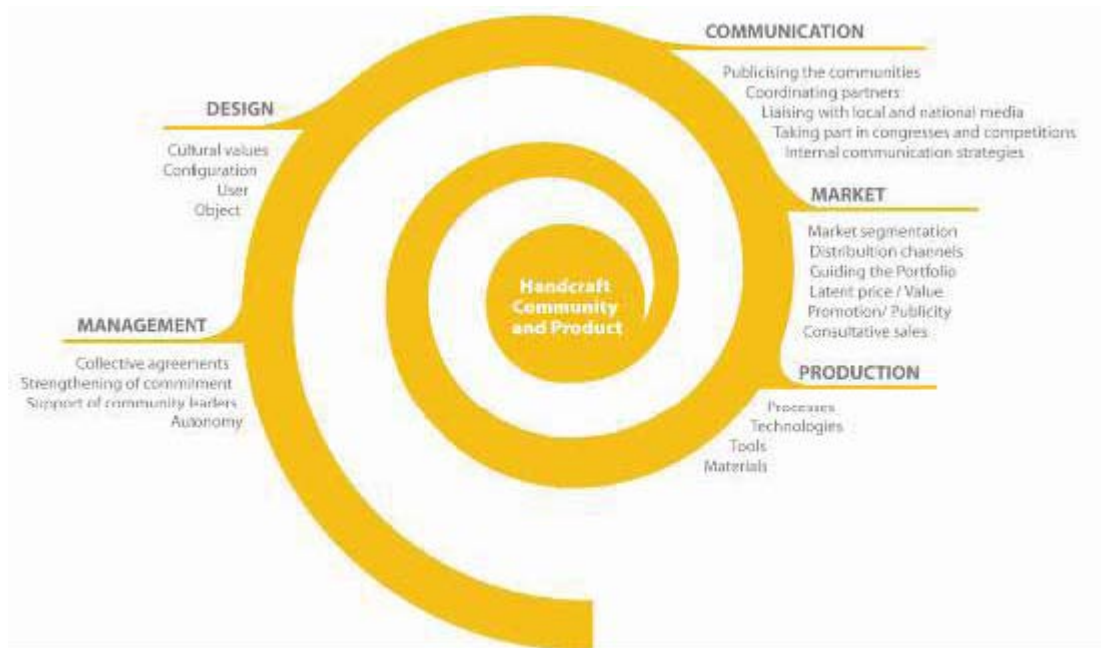 COMMUNICATION
Publicising the communities
Coordinating partners
Liaising with local and national media
Taking part in congresses and competitions
Internal communication strategies
DESIGN
Cultural values
Configuration
User
Object
MARKET
Market segmentation
Distribuition channels
Guiding the Portfolio
Latent price / Value
Promotion/ Publicity
Consultative sales
Handcraft
Community
and Product
MANAGEMENT
Collective agreements
Strengthening of commitment
Support of community leaders
Autonomy
PRODUCTION
Processes
Technologies
Tools
Materials